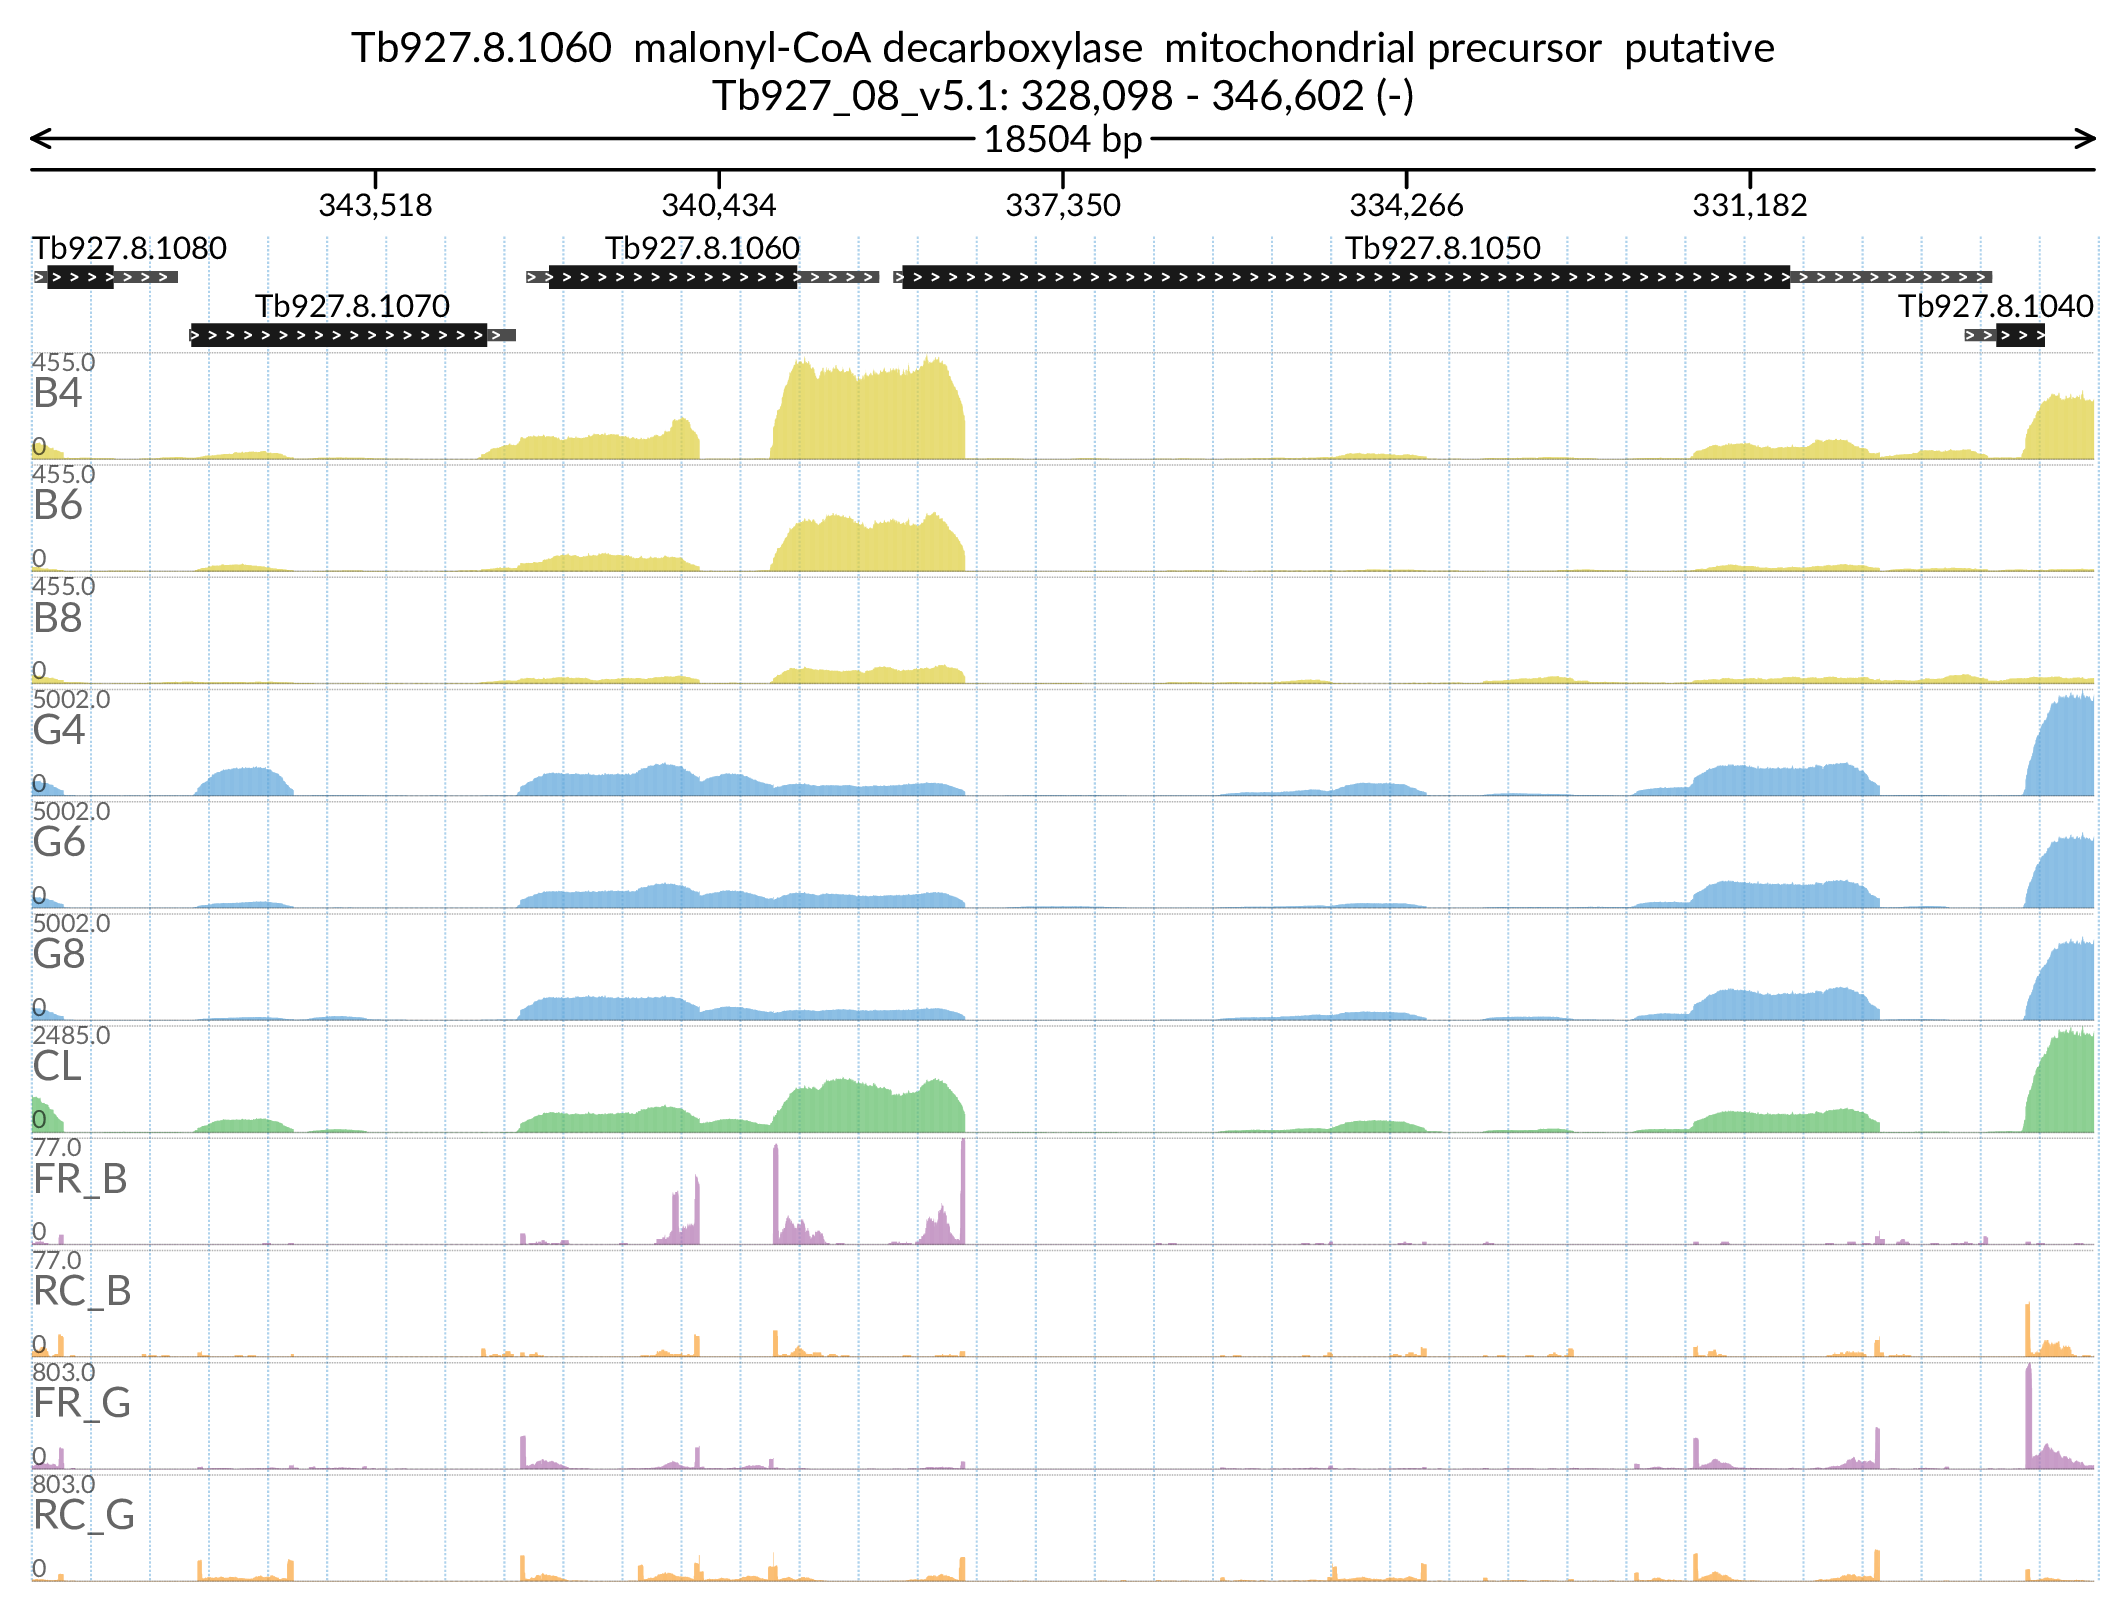 Tb927.8.1060  malonyl-CoA decarboxylase  mitochondrial precursor  putative
Tb927_08_v5.1: 328,098 - 346,602 (-)
18504 bp
343,518 340,434 337,350 334,266 331,182
Tb927.8.1080 Tb927.8.1060 Tb927.8.1050
Tb927.8.1070 Tb927.8.1040
455.0
B4
0
455.0
B6
0
455.0
B8
0
5002.0
G4
0
5002.0
G6
0
5002.0
G8
0
2485.0
CL
0
77.0
FR_B
0
77.0
RC_B
0
803.0
FR_G
0
803.0
RC_G
0